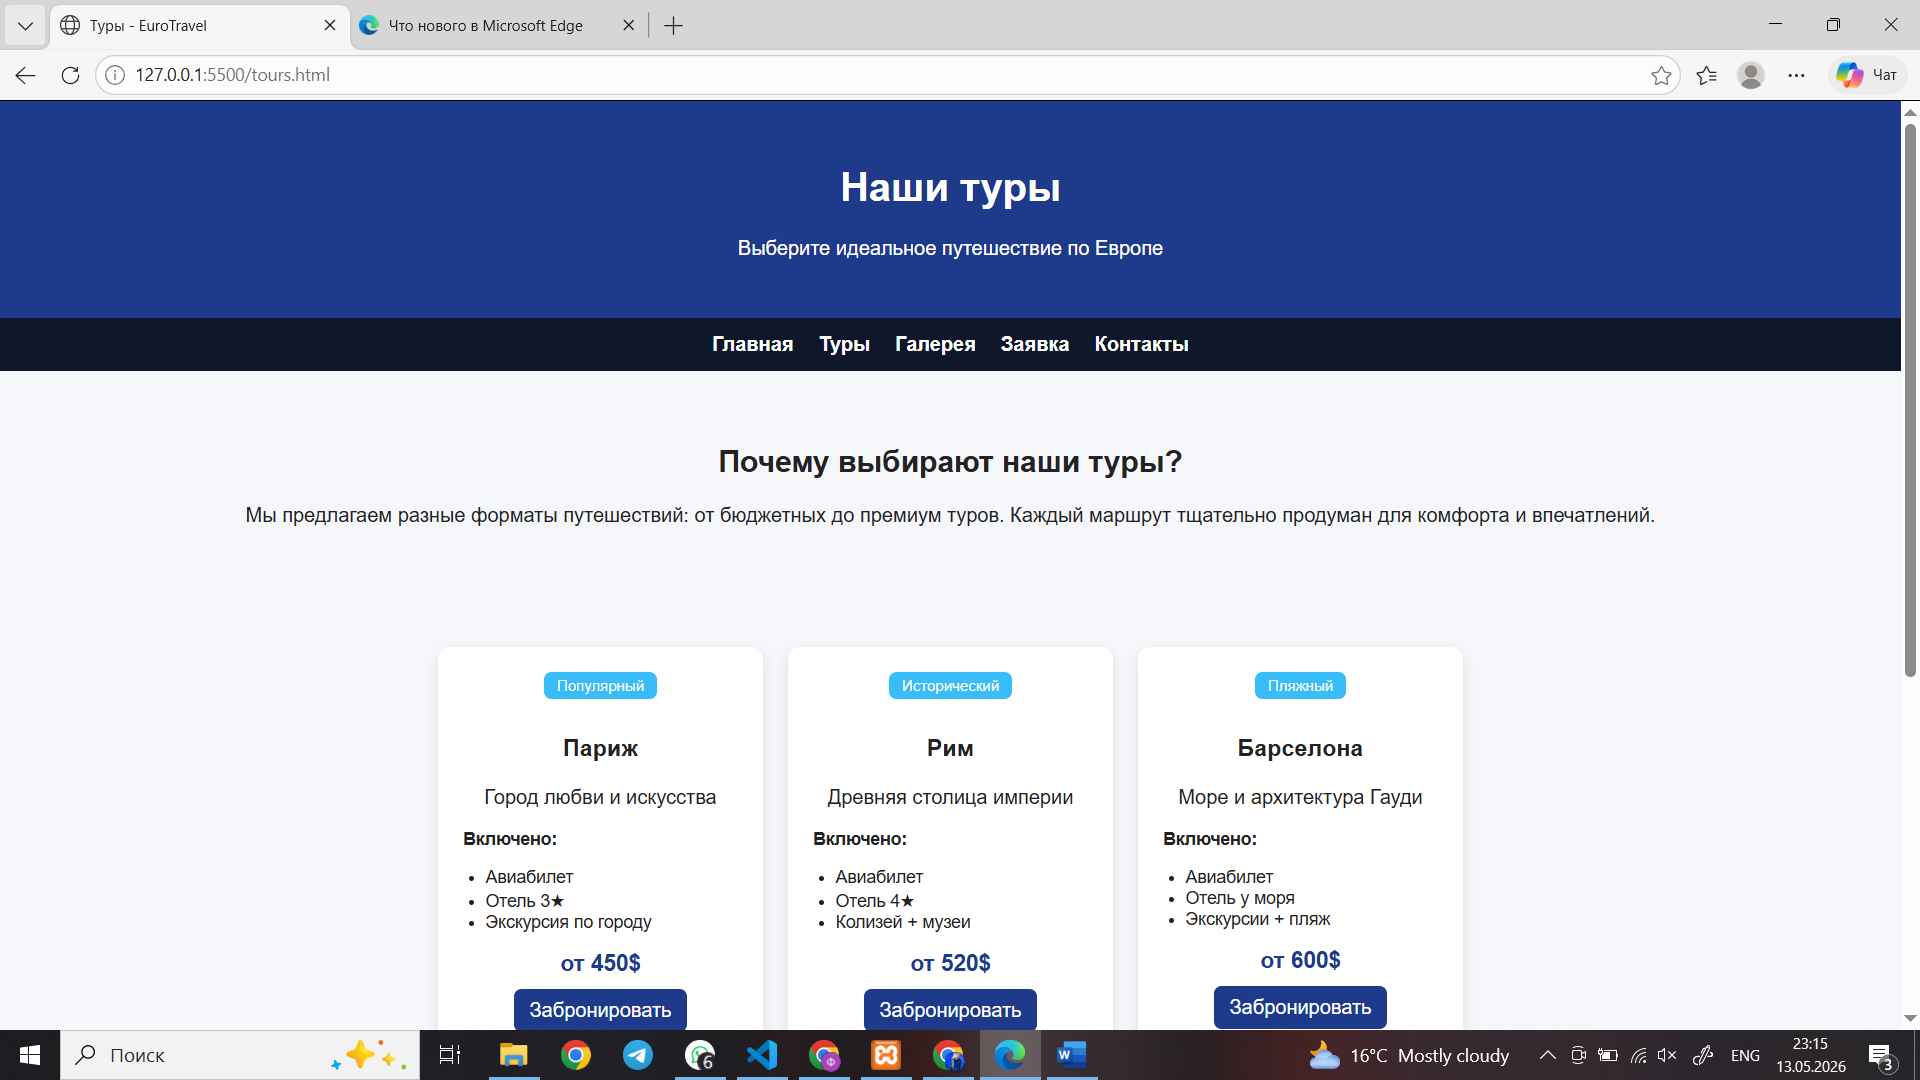 Туры - EuroTravel
Что нового в Microsoft Edge
127.0.0.1:5500/tours.html
Чат
Наши туры
Выберите идеальное путешествие по Европе
Главная Туры Галерея Заявка Контакты
Почему выбирают наши туры?
Мы предлагаем разные форматы путешествий: от бюджетных до премиум туров. Каждый маршрут тщательно продуман для комфорта и впечатлений.
Популярный
Париж
Город любви и искусства
Включено:
• Авиабилет
• Отель 3★
• Экскурсия по городу
от 450$
Забронировать
Исторический
Рим
Древняя столица империи
Включено:
• Авиабилет
• Отель 4★
• Колизей + музеи
от 520$
Забронировать
Пляжный
Барселона
Море и архитектура Гауди
Включено:
• Авиабилет
• Отель у моря
• Экскурсии + пляж
от 600$
Забронировать
Поиск
6
Ф
W
16°C Mostly cloudy
ENG
23:15
13.05.2026
3